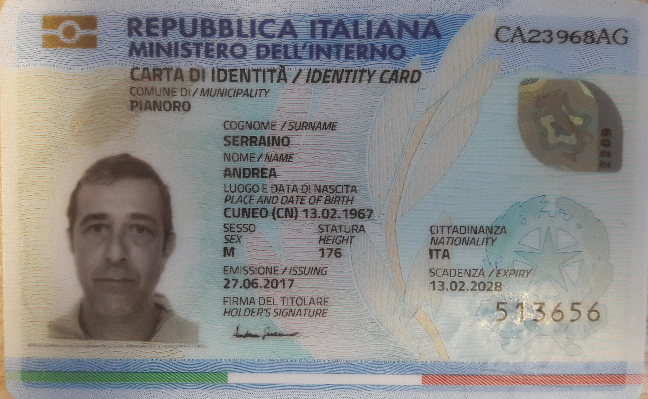 REPUBBLICA ITALIANA
MINISTERO DELL'INTERNO
CA23968AG
CARTA DI IDENTITÀ / IDENTITY CARD
COMUNE DI / MUNICIPALITY
PIANORO
COGNOME / SURNAME
SERRAINO
NOME / NAME
ANDREA
LUOGO E DATA DI NASCITA
PLACE AND DATE OF BIRTH
CUNEO (CN) 13.02.1967
SESSO
SEX
M
STATURA
HEIGHT
176
CITTADINANZA
NATIONALITY
ITA
EMISSIONE / ISSUING
27.06.2017
SCADENZA / EXPIRY
13.02.2028
FIRMA DEL TITOLARE
HOLDER'S SIGNATURE
513656